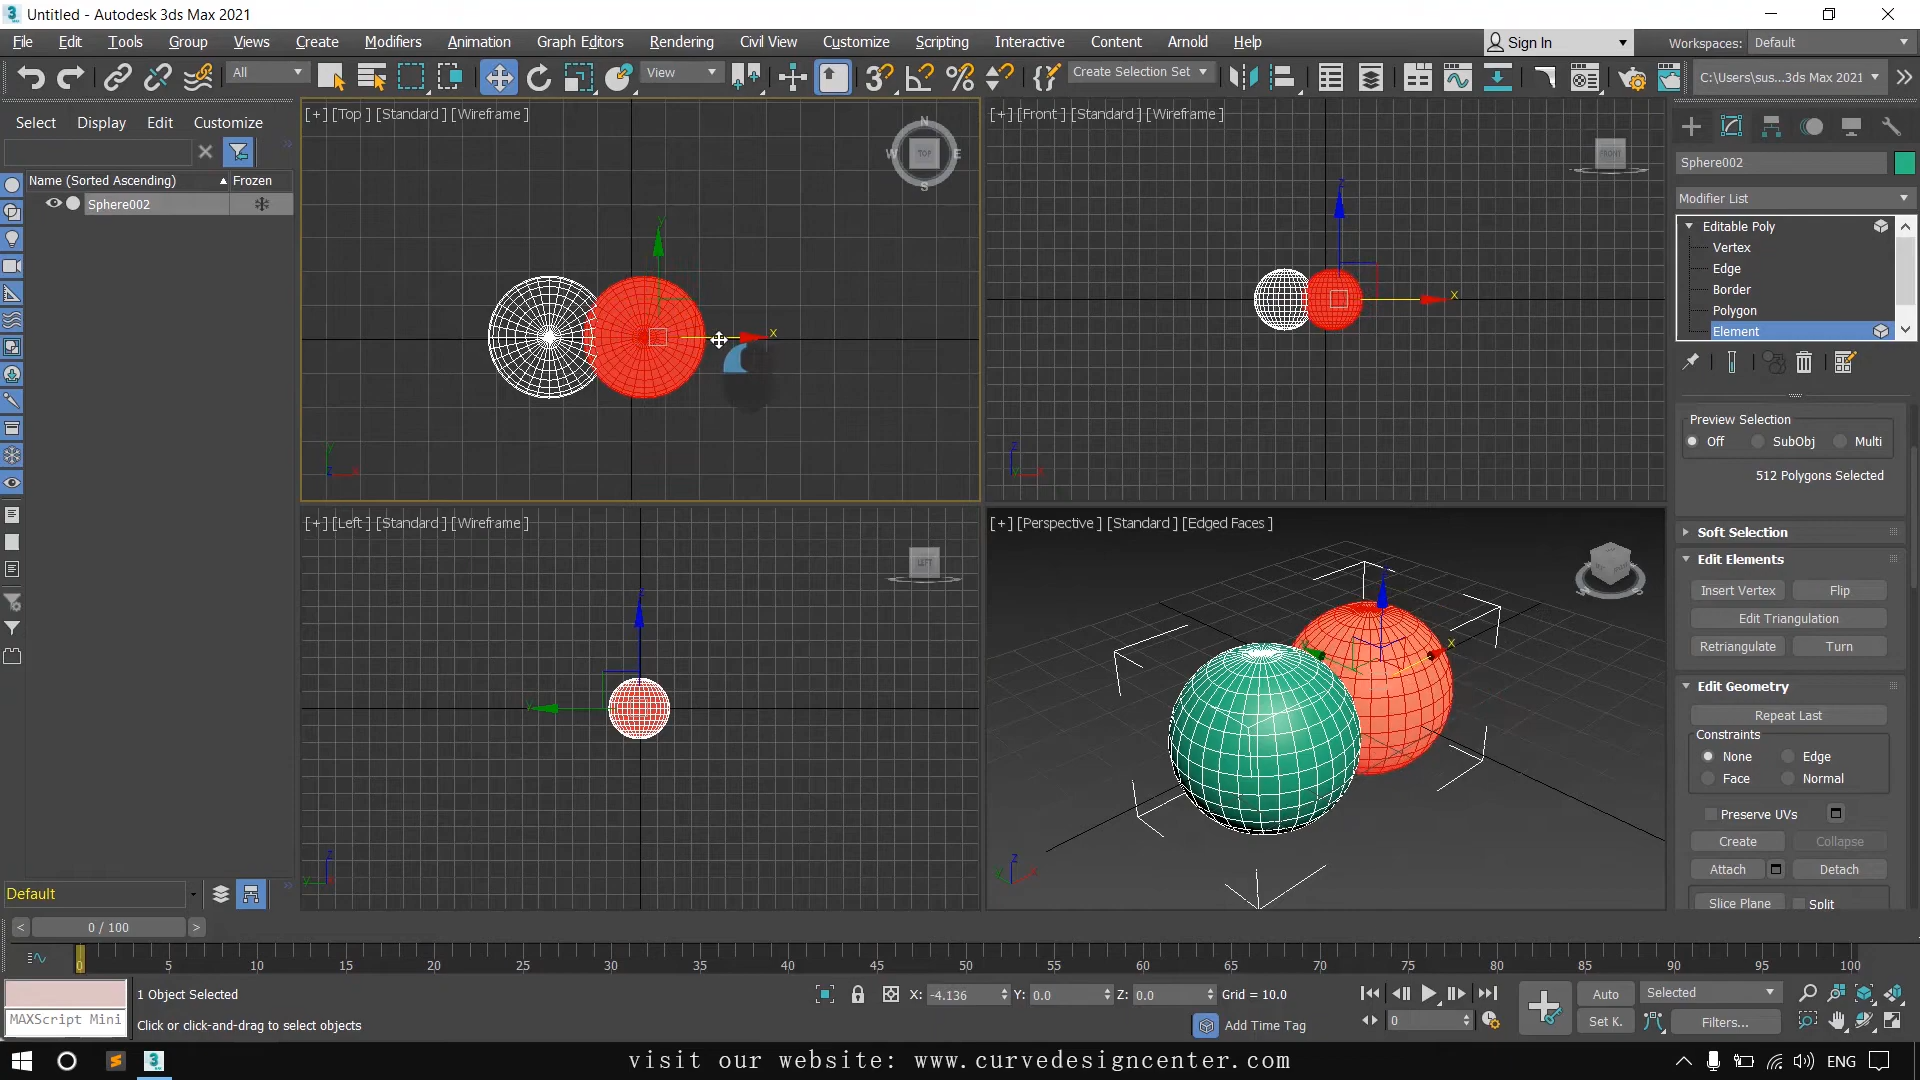 Untitled - Autodesk 3ds Max 2021
File Edit Tools Group Views Create Modifiers Animation Graph Editors Rendering Civil View Customize Scripting Interactive Content Arnold Help
Sign In
Workspaces: Default
All
View
Create Selection Set
C:\Users\sus...3ds Max 2021
Select Display Edit Customize
Name (Sorted Ascending) Frozen
Sphere002
[+] [Top ] [Standard ] [Wireframe ]
N
W TOP E
S
y
x
y
z x
[+] [Front ] [Standard ] [Wireframe ]
FRONT
z
x
z
y x
[+] [Left ] [Standard ] [Wireframe ]
LEFT
z
y
z
y
[+] [Perspective ] [Standard ] [Edged Faces ]
x
z
Sphere002
Modifier List
Editable Poly
Vertex
Edge
Border
Polygon
Element
Preview Selection
Off SubObj Multi
512 Polygons Selected
Soft Selection
Edit Elements
Insert Vertex Flip
Edit Triangulation
Retriangulate Turn
Edit Geometry
Repeat Last
Constraints
None Edge
Face Normal
Preserve UVs
Create Collapse
Attach Detach
Slice Plane Split
Default
< 0 / 100 >
0 5 10 15 20 25 30 35 40 45 50 55 60 65 70 75 80 85 90 95 100
1 Object Selected
MAXScript Mini
Click or click-and-drag to select objects
X: -4.136 Y: 0.0 Z: 0.0 Grid = 10.0
Add Time Tag
0
Auto Selected
Set K. Filters...
visit our website: www.curvedesigncenter.com
ENG